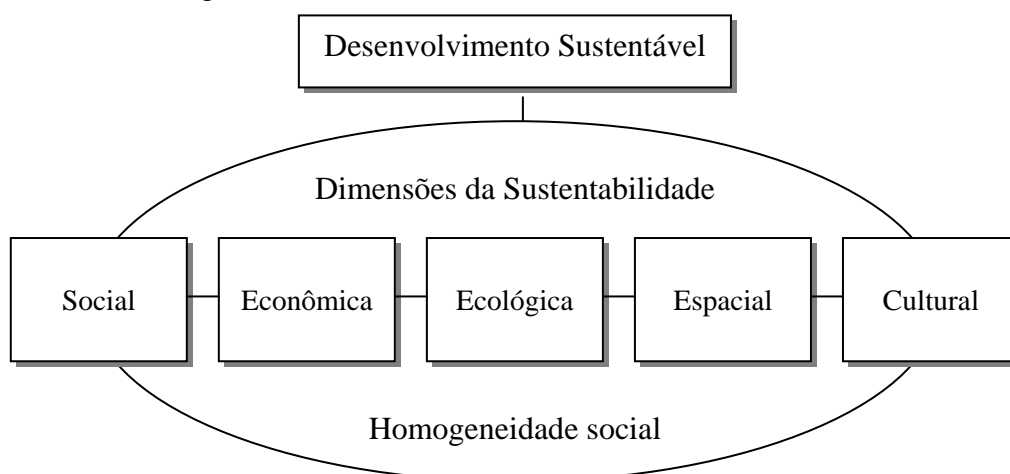 Desenvolvimento Sustentável
Dimensões da Sustentabilidade
Social
Econômica
Ecológica
Espacial
Cultural
Homogeneidade social